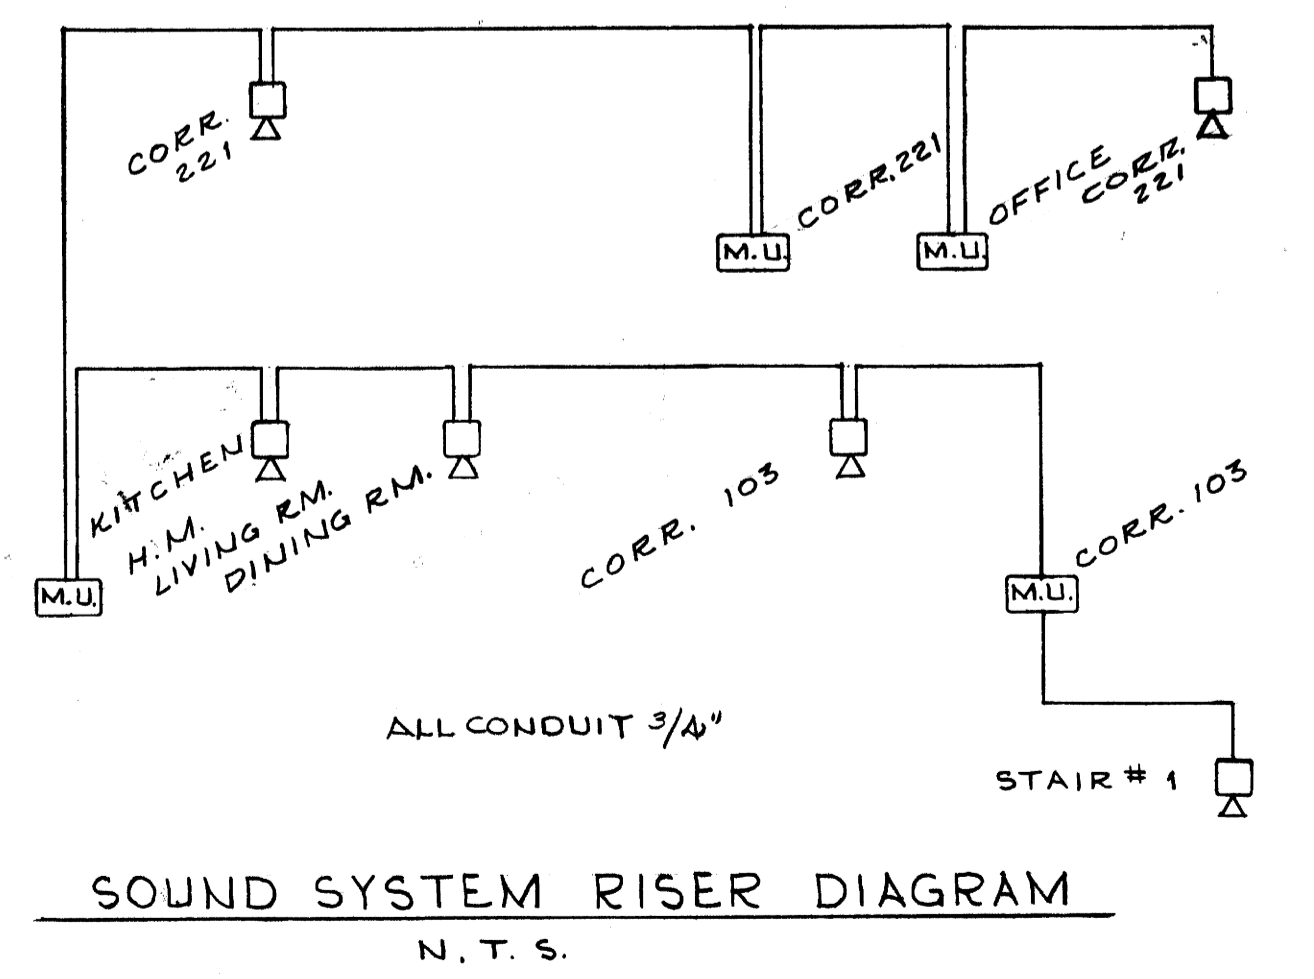 CORR.
221
CORR. 221
OFFICE
CORR.
221
M.U.
M.U.
KITCHEN
H.M.
LIVING RM.
DINING RM.
CORR. 103
CORR. 103
M.U.
M.U.
ALL CONDUIT 3/4"
STAIR # 1
SOUND SYSTEM RISER DIAGRAM
N.T.S.